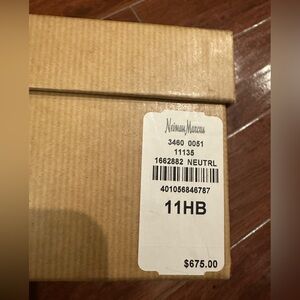 Neiman Marcus
3460 0051
11135
1662882 NEUTRL
401056846787
11HB
$675.00